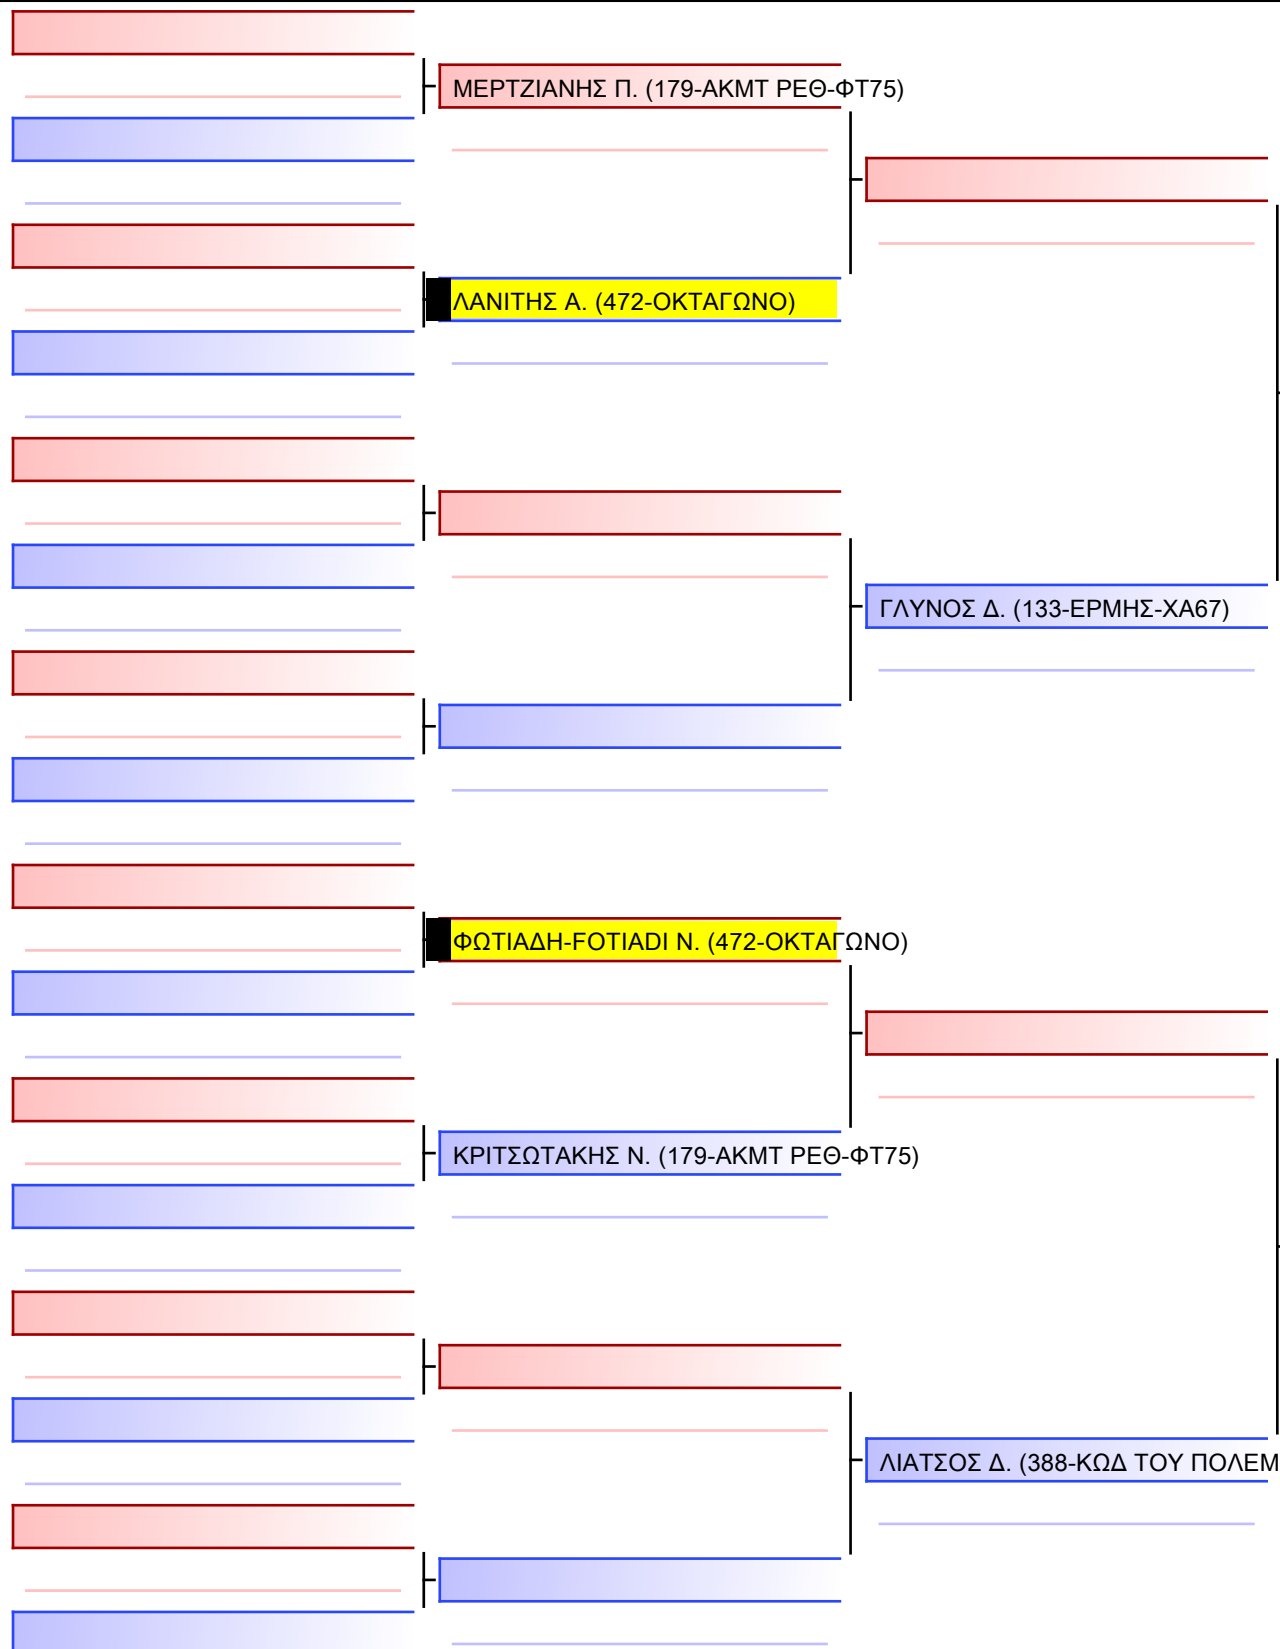 ΜΕΡΤΖΙΑΝΗΣ Π. (179-ΑΚΜΤ ΡΕΘ-ΦΤ75)
ΛΑΝΙΤΗΣ Α. (472-ΟΚΤΑΓΩΝΟ)
ΓΛΥΝΟΣ Δ. (133-ΕΡΜΗΣ-ΧΑ67)
ΦΩΤΙΑΔΗ-FOTIADI N. (472-ΟΚΤΑΓΩΝΟ)
ΚΡΙΤΣΩΤΑΚΗΣ Ν. (179-ΑΚΜΤ ΡΕΘ-ΦΤ75)
ΛΙΑΤΣΟΣ Δ. (388-ΚΩΔ ΤΟΥ ΠΟΛΕΜ